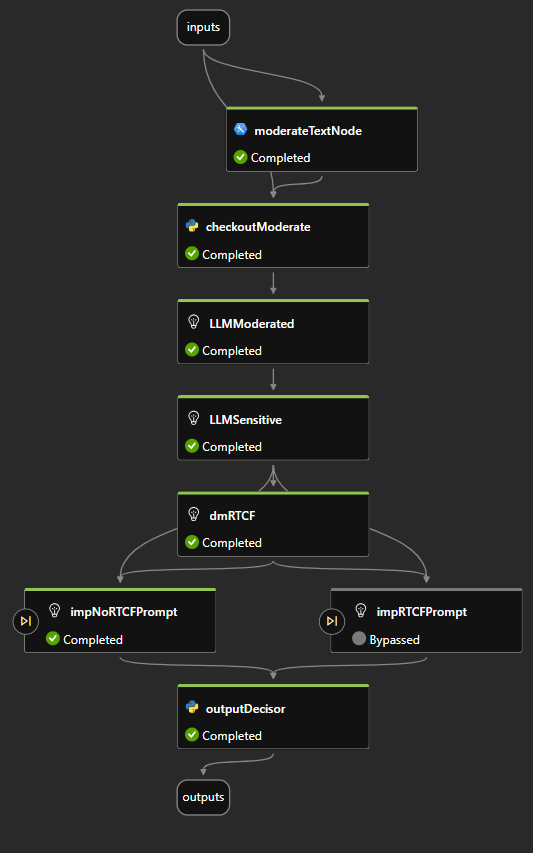 inputs
moderateTextNode
Completed
checkoutModerate
Completed
LLMModerated
Completed
LLMSensitive
Completed
dmRTCF
Completed
impNoRTCFPrompt
Completed
impRTCFPrompt
Bypassed
outputDecisor
Completed
outputs